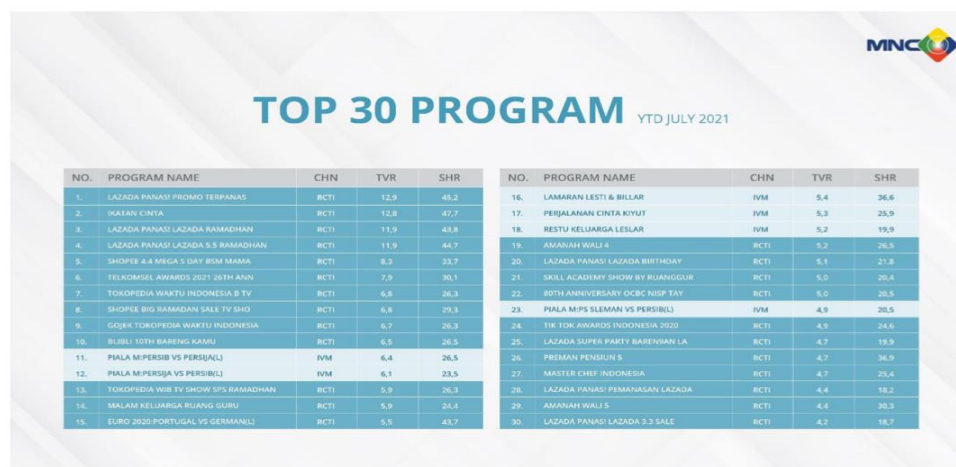 MNC
TOP 30 PROGRAM YTD JULY 2021
NO. PROGRAM NAME CHN TVR SHR
1. LAZADA PANAS! PROMO TERPANAS RCTI 12,9 45,2
2. IKATAN CINTA RCTI 12,8 47,7
3. LAZADA PANAS! LAZADA RAMADHAN RCTI 11,9 43,8
4. LAZADA PANAS! LAZADA 5.5 RAMADHAN RCTI 11,9 44,7
5. SHOPEE 4.4 MEGA S DAY BSM MAMA RCTI 8,3 33,7
6. TELKOMSEL AWARDS 2021 26TH ANN RCTI 7,9 30,1
7. TOKOPEDIA WAKTU INDONESIA B TV RCTI 6,8 26,3
8. SHOPEE BIG RAMADAN SALE TV SHO RCTI 6,8 29,3
9. GOJEK TOKOPEDIA WAKTU INDONESIA RCTI 6,7 26,3
10. BLIBLI 10TH BARENG KAMU RCTI 6,5 26,5
11. PIALA M:PERSIB VS PERSIJA(L) IVM 6,4 26,5
12. PIALA M:PERSIJA VS PERSIB(L) IVM 6,1 23,5
13. TOKOPEDIA WIB TV SHOW SPS RAMADHAN RCTI 5,9 26,3
14. MALAM KELUARGA RUANG GURU RCTI 5,9 24,4
15. EURO 2020:PORTUGAL VS GERMAN(L) RCTI 5,5 43,7
NO. PROGRAM NAME CHN TVR SHR
16. LAMARAN LESTI & BILLAR IVM 5,4 36,6
17. PERJALANAN CINTA KIYUT IVM 5,3 25,9
18. RESTU KELUARGA LESLAR IVM 5,2 19,9
19. AMANAH WALI 4 RCTI 5,2 26,5
20. LAZADA PANAS! LAZADA BIRTHDAY RCTI 5,1 21,8
21. SKILL ACADEMY SHOW BY RUANGGUR RCTI 5,0 20,4
22. 80TH ANNIVERSARY OCBC NISP TAY RCTI 5,0 20,5
23. PIALA M:PS SLEMAN VS PERSIB(L) IVM 4,9 20,5
24. TIK TOK AWARDS INDONESIA 2020 RCTI 4,9 24,6
25. LAZADA SUPER PARTY BAREN9AN LA RCTI 4,7 19,9
26. PREMAN PENSIUN 5 RCTI 4,7 36,9
27. MASTER CHEF INDONESIA RCTI 4,7 25,4
28. LAZADA PANAS! PEMANASAN LAZADA RCTI 4,4 18,2
29. AMANAH WALI 5 RCTI 4,4 30,3
30. LAZADA PANAS! LAZADA 3.3 SALE RCTI 4,2 18,7